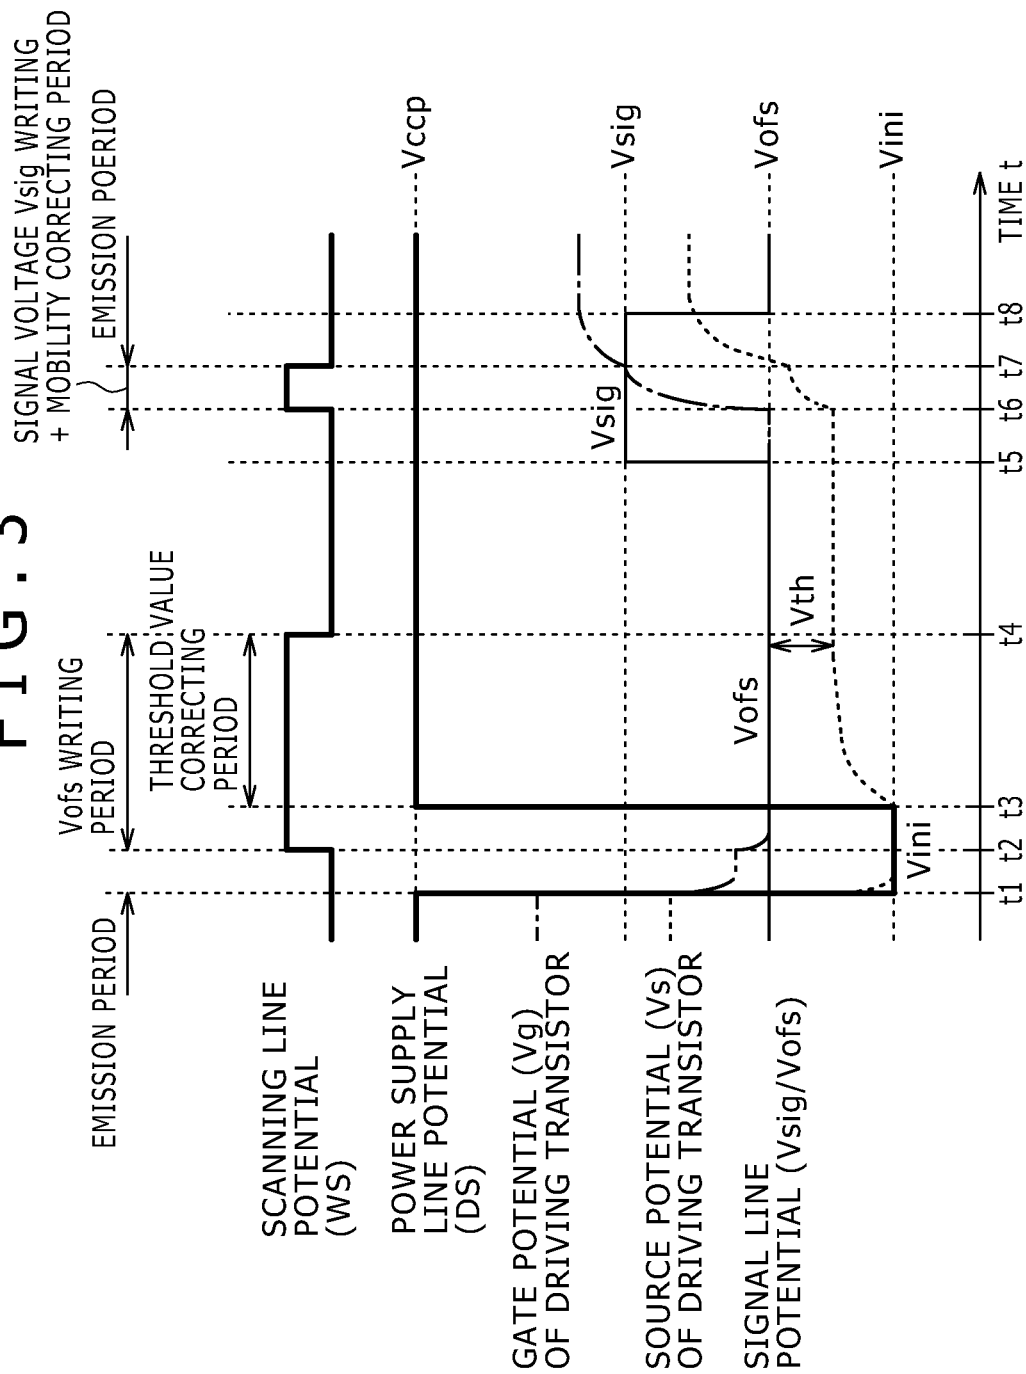 FIG.3
SIGNAL VOLTAGE Vsig WRITING
+ MOBILITY CORRECTING PERIOD
Vofs WRITING
PERIOD
EMISSION PERIOD
EMISSION POERIOD
THRESHOLD VALUE
CORRECTING
PERIOD
SCANNING LINE
POTENTIAL
(WS)
POWER SUPPLY
LINE POTENTIAL
(DS)
Vccp
GATE POTENTIAL (Vg)
OF DRIVING TRANSISTOR
Vsig
Vsig
SOURCE POTENTIAL (Vs)
OF DRIVING TRANSISTOR
SIGNAL LINE
POTENTIAL (Vsig/Vofs)
Vofs
Vofs
Vth
Vini
Vini
t1 t2 t3 t4 t5 t6 t7 t8 TIME t